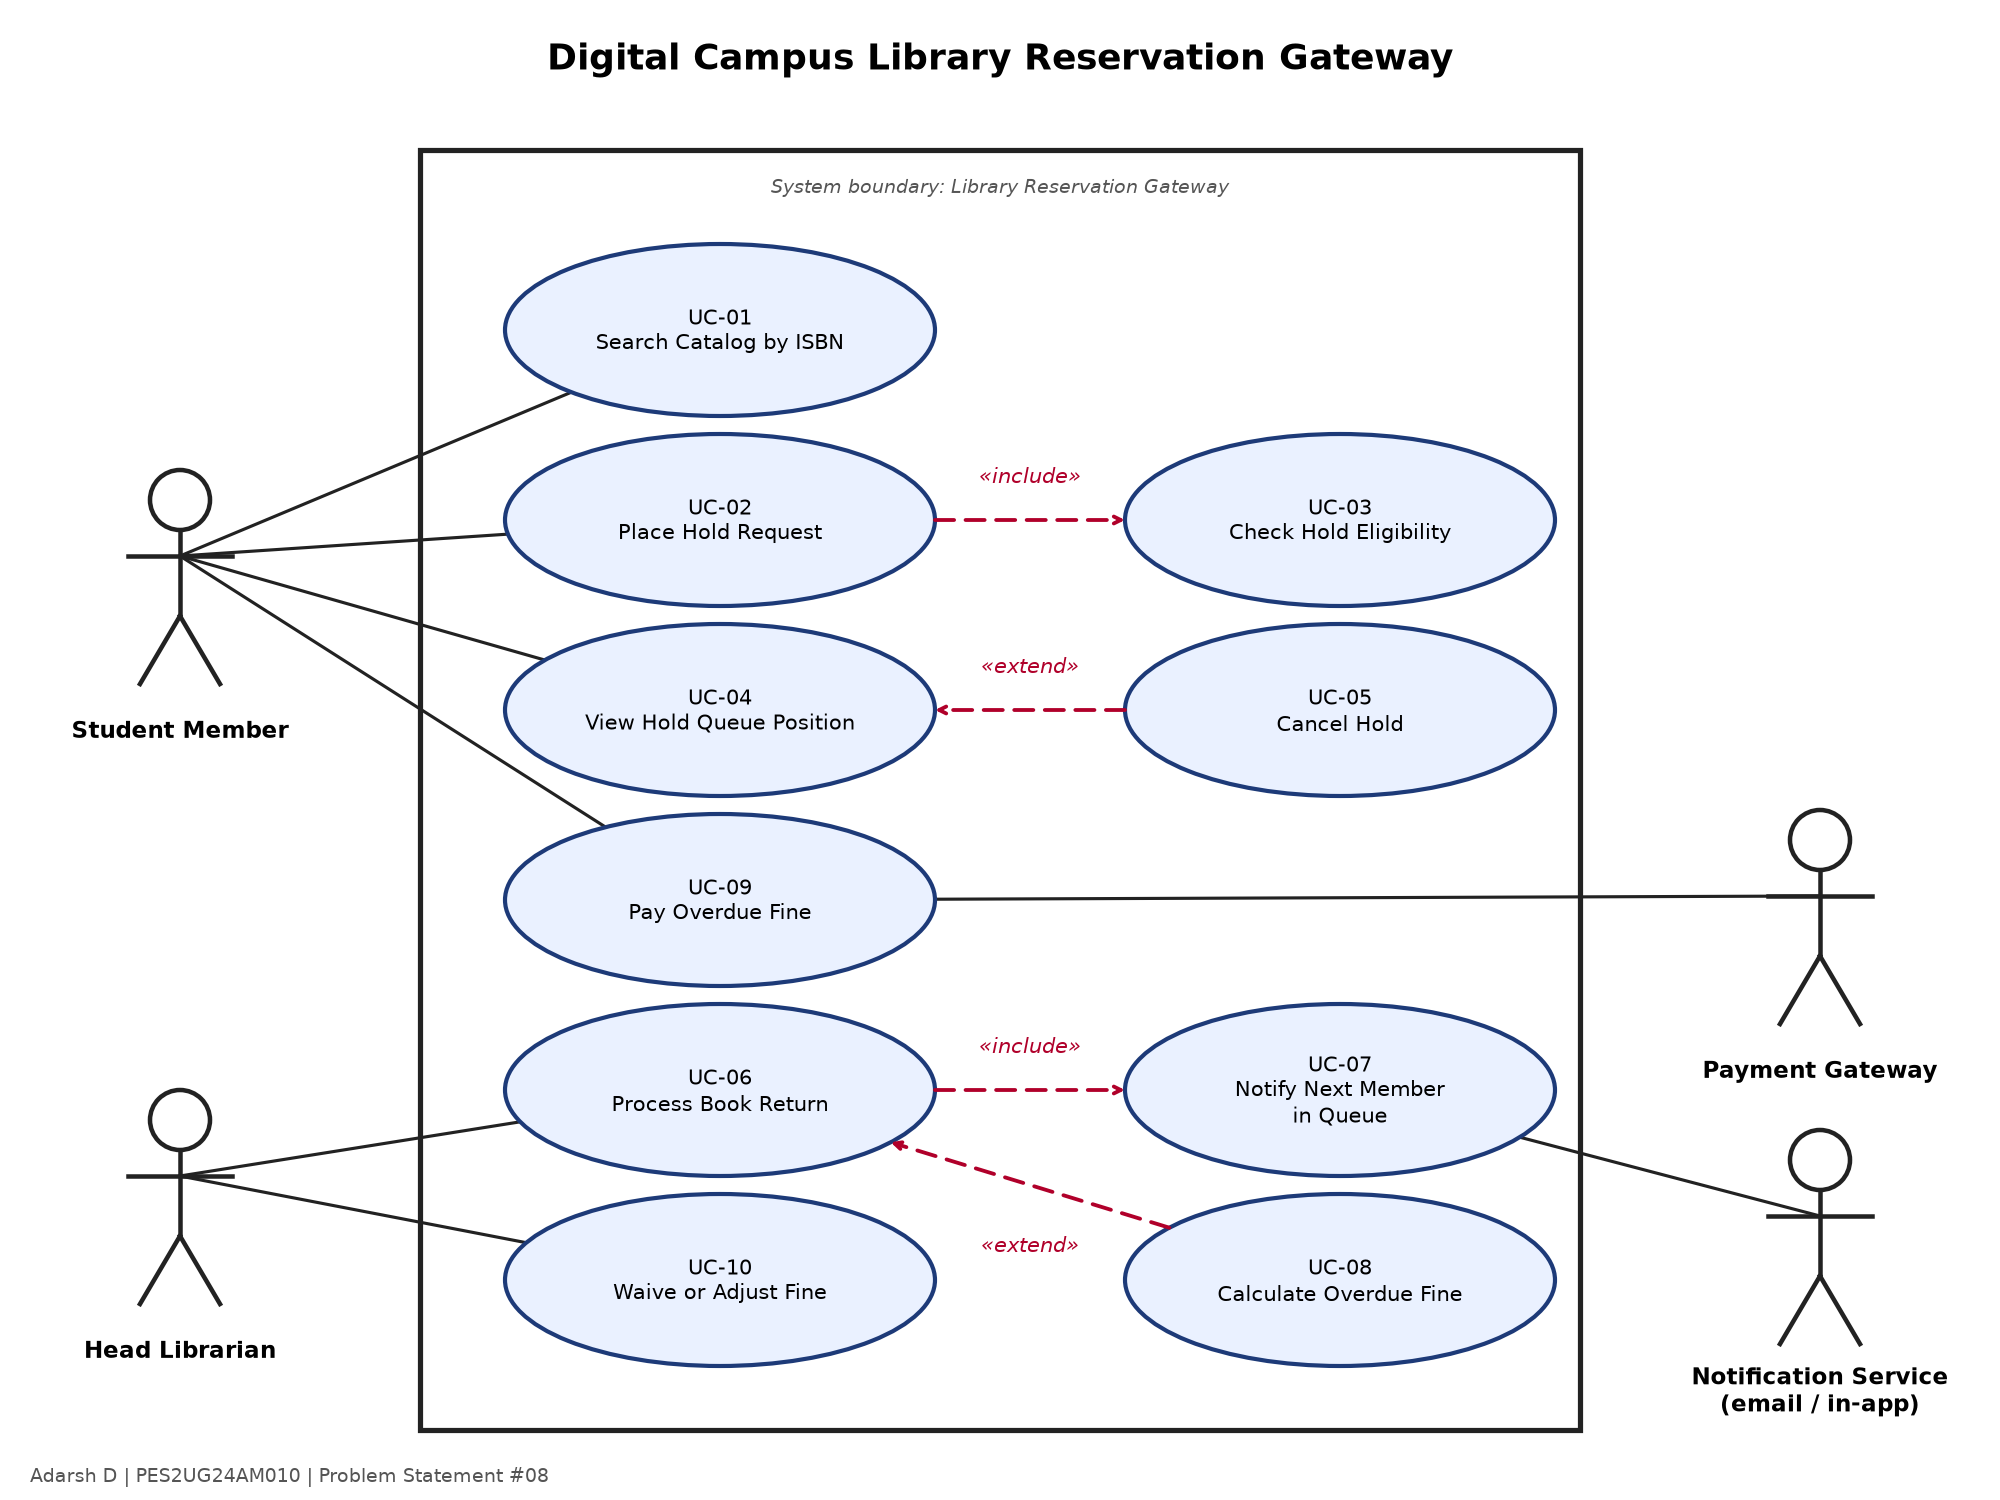 Digital Campus Library Reservation Gateway
System boundary: Library Reservation Gateway
UC-01
Search Catalog by ISBN
UC-02
Place Hold Request
«include»
UC-03
Check Hold Eligibility
Student Member
UC-04
View Hold Queue Position
«extend»
UC-05
Cancel Hold
UC-09
Pay Overdue Fine
Payment Gateway
UC-06
Process Book Return
«include»
UC-07
Notify Next Member
in Queue
Head Librarian
UC-10
Waive or Adjust Fine
«extend»
UC-08
Calculate Overdue Fine
Notification Service
(email / in-app)
Adarsh D | PES2UG24AM010 | Problem Statement #08